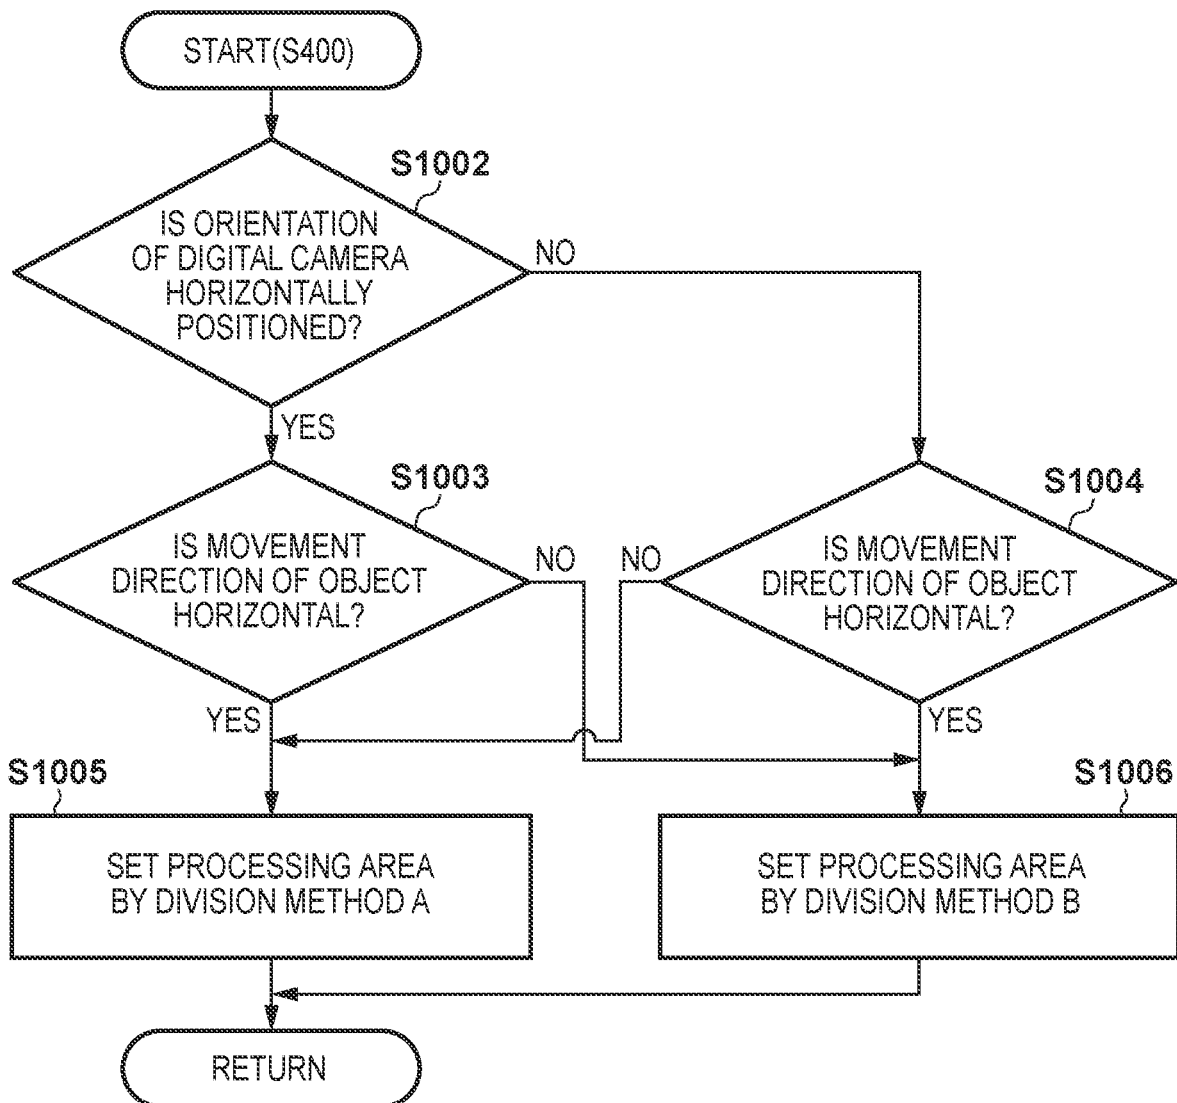 START(S400)
S1002
IS ORIENTATION
OF DIGITAL CAMERA
HORIZONTALLY
POSITIONED?
NO
YES
S1003
IS MOVEMENT
DIRECTION OF OBJECT
HORIZONTAL?
NO
YES
S1004
IS MOVEMENT
DIRECTION OF OBJECT
HORIZONTAL?
NO
YES
S1005
SET PROCESSING AREA
BY DIVISION METHOD A
S1006
SET PROCESSING AREA
BY DIVISION METHOD B
RETURN